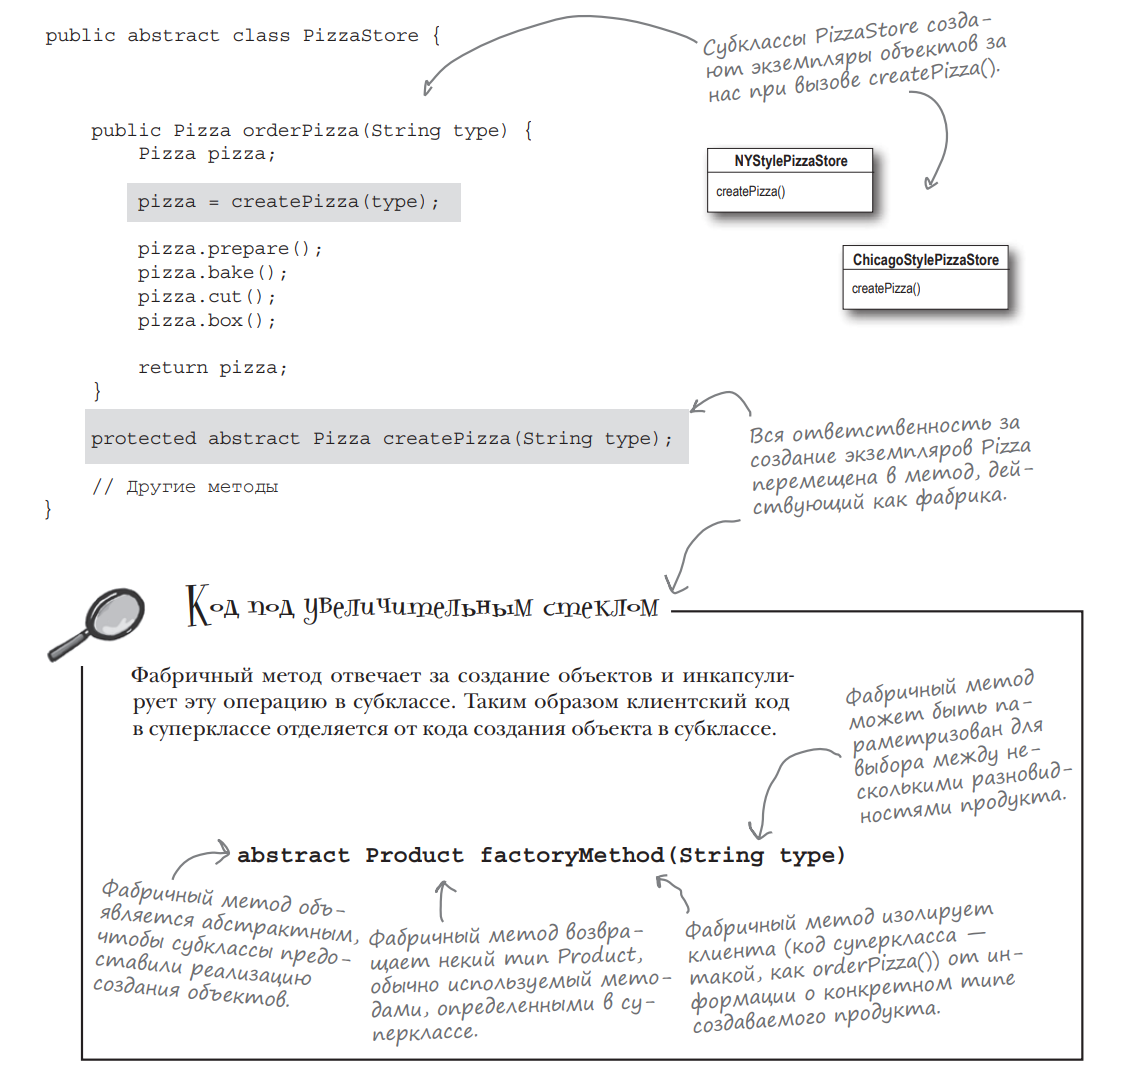 public abstract class PizzaStore {
Субклассы PizzaStore созда-
ют экземпляры объектов за
нас при вызове createPizza().
public Pizza orderPizza(String type) {
Pizza pizza;
pizza = createPizza(type);
pizza.prepare();
pizza.bake();
pizza.cut();
pizza.box();
return pizza;
}
NYStylePizzaStore
createPizza()
ChicagoStylePizzaStore
createPizza()
protected abstract Pizza createPizza(String type);
// Другие методы
}
Вся ответственность за
создание экземпляров Pizza
перемещена в метод, дей-
ствующий как фабрика.
Код под увеличительным стеклом
Фабричный метод отвечает за создание объектов и инкапсули-
рует эту операцию в субклассе. Таким образом клиентский код
в суперклассе отделяется от кода создания объекта в субклассе.
Фабричный метод
может быть па-
раметризован для
выбора между не-
сколькими разновид-
ностями продукта.
abstract Product factoryMethod(String type)
Фабричный метод объ-
является абстрактным,
чтобы субклассы предо-
ставили реализацию
создания объектов.
Фабричный метод возвра-
щает некий тип Product,
обычно используемый мето-
дами, определенными в су-
перклассе.
Фабричный метод изолирует
клиента (код суперкласса —
такой, как orderPizza()) от ин-
формации о конкретном типе
создаваемого продукта.